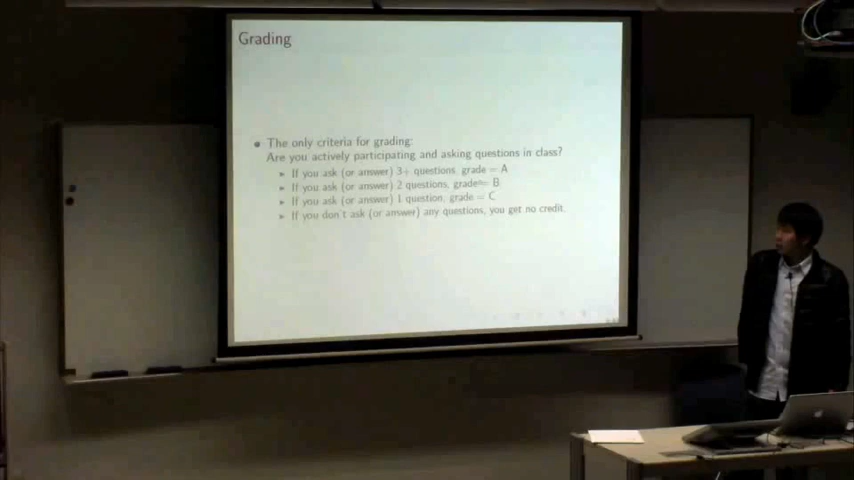 Grading
The only criteria for grading:
Are you actively participating and asking questions in class?
If you ask (or answer) 3+ questions, grade = A
If you ask (or answer) 2 questions, grade = B
If you ask (or answer) 1 question, grade = C
If you don't ask (or answer) any questions, you get no credit.